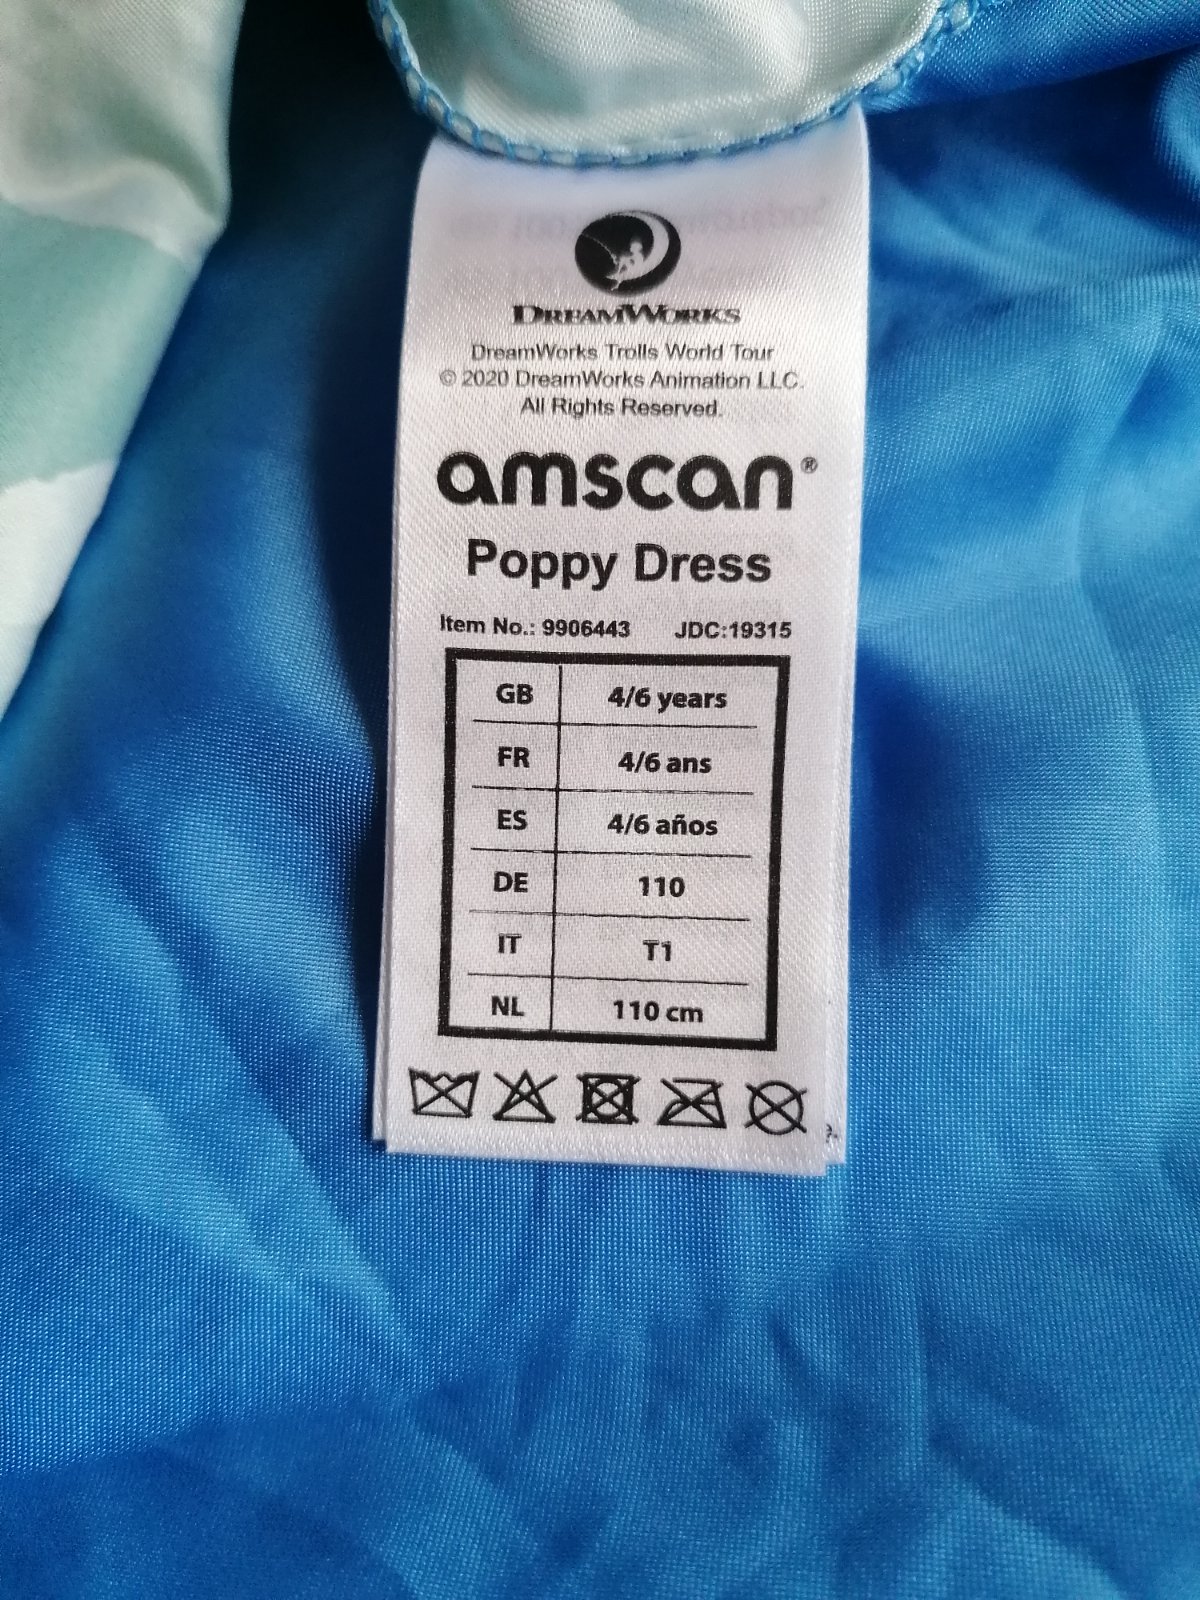 DREAMWORKS
DreamWorks Trolls World Tour
© 2020 DreamWorks Animation LLC.
All Rights Reserved.
amscan®
Poppy Dress
Item No.: 9906443 JDC:19315
GB 4/6 years
FR 4/6 ans
ES 4/6 años
DE 110
IT T1
NL 110 cm